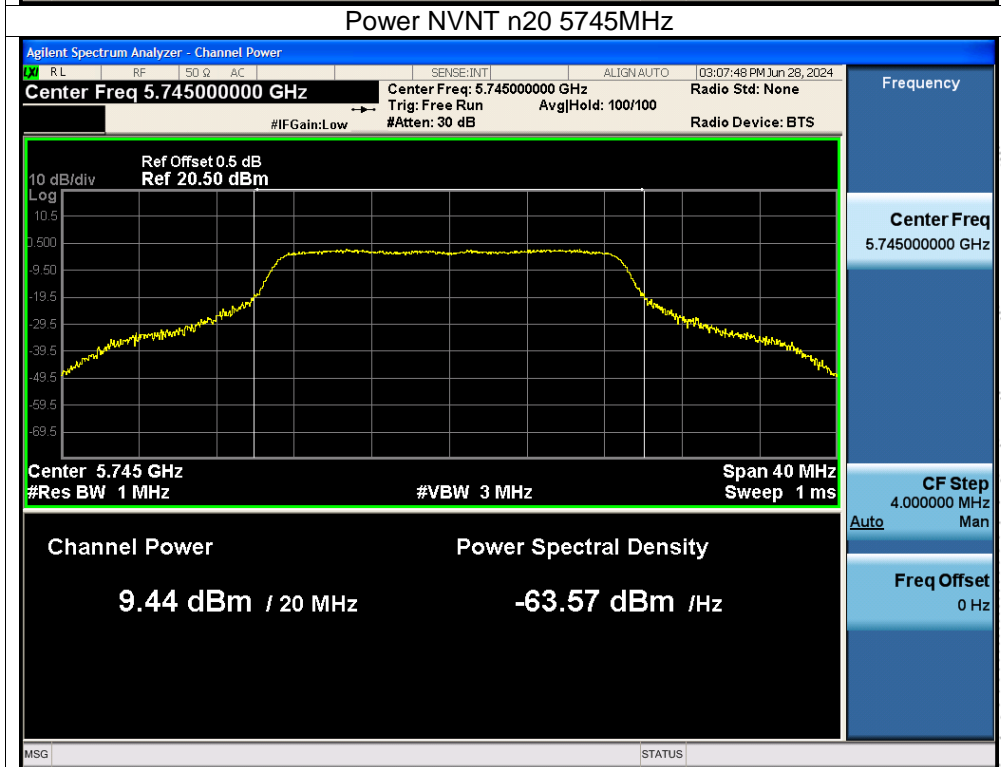 Power NVNT n20 5745MHz
Agilent Spectrum Analyzer - Channel Power
LXI RL RF 50 Ω AC SENSE:INT ALIGN AUTO 03:07:48 PM Jun 28, 2024
Center Freq 5.745000000 GHz
Center Freq: 5.745000000 GHz
Radio Std: None
Trig: Free Run Avg|Hold: 100/100
#IFGain:Low
#Atten: 30 dB
Radio Device: BTS
Frequency
Ref Offset 0.5 dB
10 dB/div Ref 20.50 dBm
Log
10.5
0.500
-9.50
-19.5
-29.5
-39.5
-49.5
-59.5
-69.5
Center 5.745 GHz Span 40 MHz
#Res BW 1 MHz #VBW 3 MHz Sweep 1 ms
Channel Power Power Spectral Density
9.44 dBm / 20 MHz -63.57 dBm /Hz
Center Freq
5.745000000 GHz
CF Step
4.000000 MHz
Auto Man
Freq Offset
0 Hz
MSG STATUS